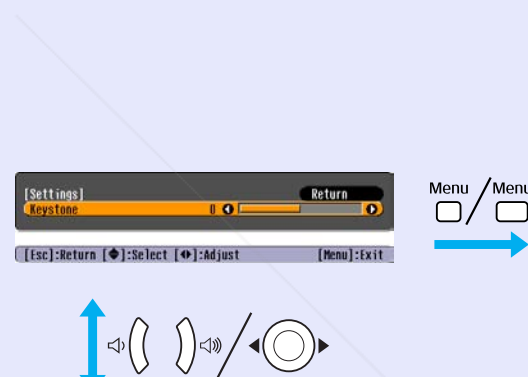 [Settings] Return
Keystone 0
[Esc]:Return [◆]:Select [◀▶]:Adjust [Menu]:Exit
Menu / Menu